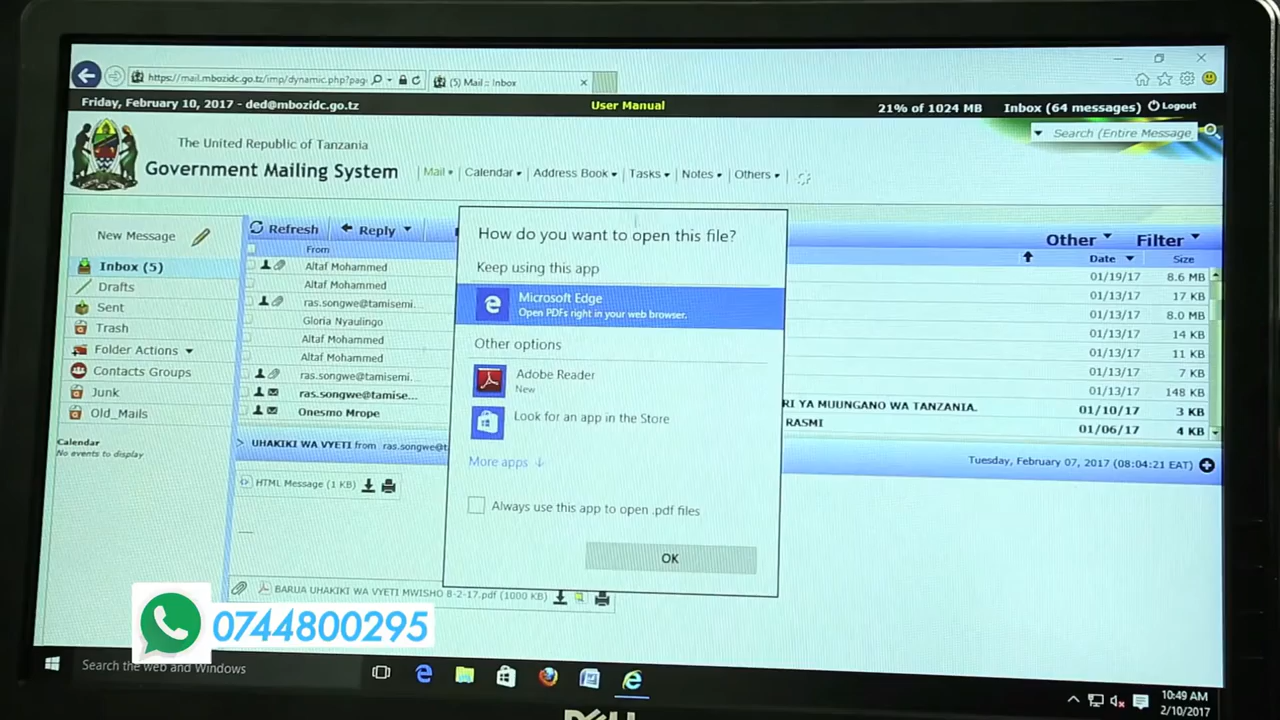 https://mail.mbozidc.go.tz/imp/dynamic.php?pag
(5) Mail :: Inbox
Friday, February 10, 2017 - ded@mbozidc.go.tz
User Manual
21% of 1024 MB
Inbox (64 messages)
Logout
The United Republic of Tanzania
Government Mailing System
Mail
Calendar
Address Book
Tasks
Notes
Others
Search (Entire Message
New Message
Inbox (5)
Drafts
Sent
Trash
Folder Actions
Contacts Groups
Junk
Old_Mails
Calendar
No events to display
Refresh
Reply
Other
Filter
From
Date
Size
Altaf Mohammed
01/19/17
8.6 MB
Altaf Mohammed
01/13/17
17 KB
ras.songwe@tamisemi...
01/13/17
8.0 MB
Gloria Nyaulingo
01/13/17
14 KB
Altaf Mohammed
01/13/17
11 KB
Altaf Mohammed
01/13/17
7 KB
ras.songwe@tamisemi...
01/13/17
148 KB
ras.songwe@tamise...
RI YA MUUNGANO WA TANZANIA.
01/10/17
3 KB
Onesmo Mrope
RASMI
01/06/17
4 KB
UHAKIKI WA VYETI from ras.songwe@t
Tuesday, February 07, 2017 (08:04:21 EAT)
HTML Message (1 KB)
BARUA UHAKIKI WA VYETI MWISHO 8-2-17.pdf (1000 KB)
How do you want to open this file?
Keep using this app
Microsoft Edge
Open PDFs right in your web browser.
Other options
Adobe Reader
New
Look for an app in the Store
More apps
Always use this app to open .pdf files
OK
0744800295
Search the web and Windows
10:49 AM
2/10/2017